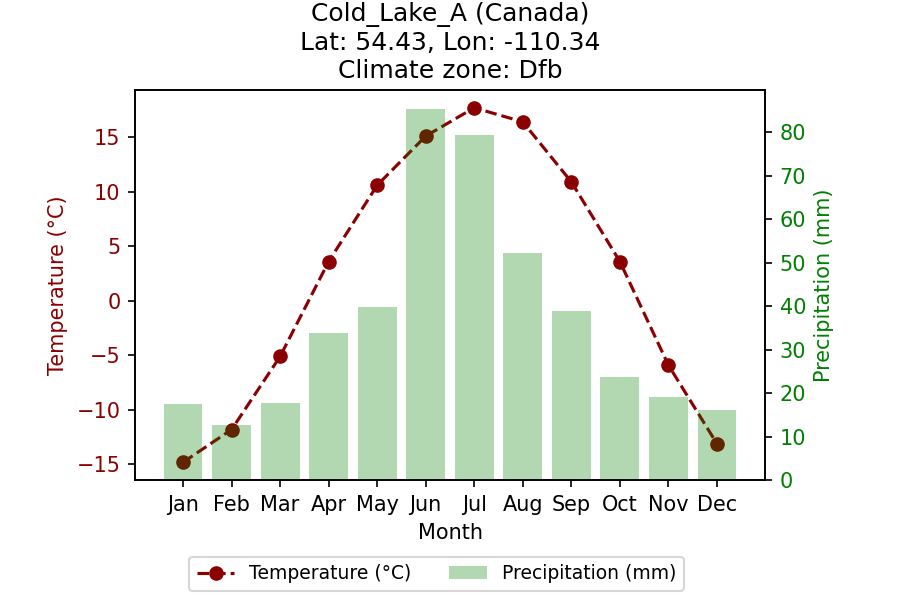 Cold_Lake_A (Canada)
Lat: 54.43, Lon: -110.34
Climate zone: Dfb
Temperature (°C)
15
10
5
0
−5
−10
−15
80
70
60
50
40
30
20
10
0
Precipitation (mm)
Jan Feb Mar Apr May Jun Jul Aug Sep Oct Nov Dec
Month
Temperature (°C) Precipitation (mm)